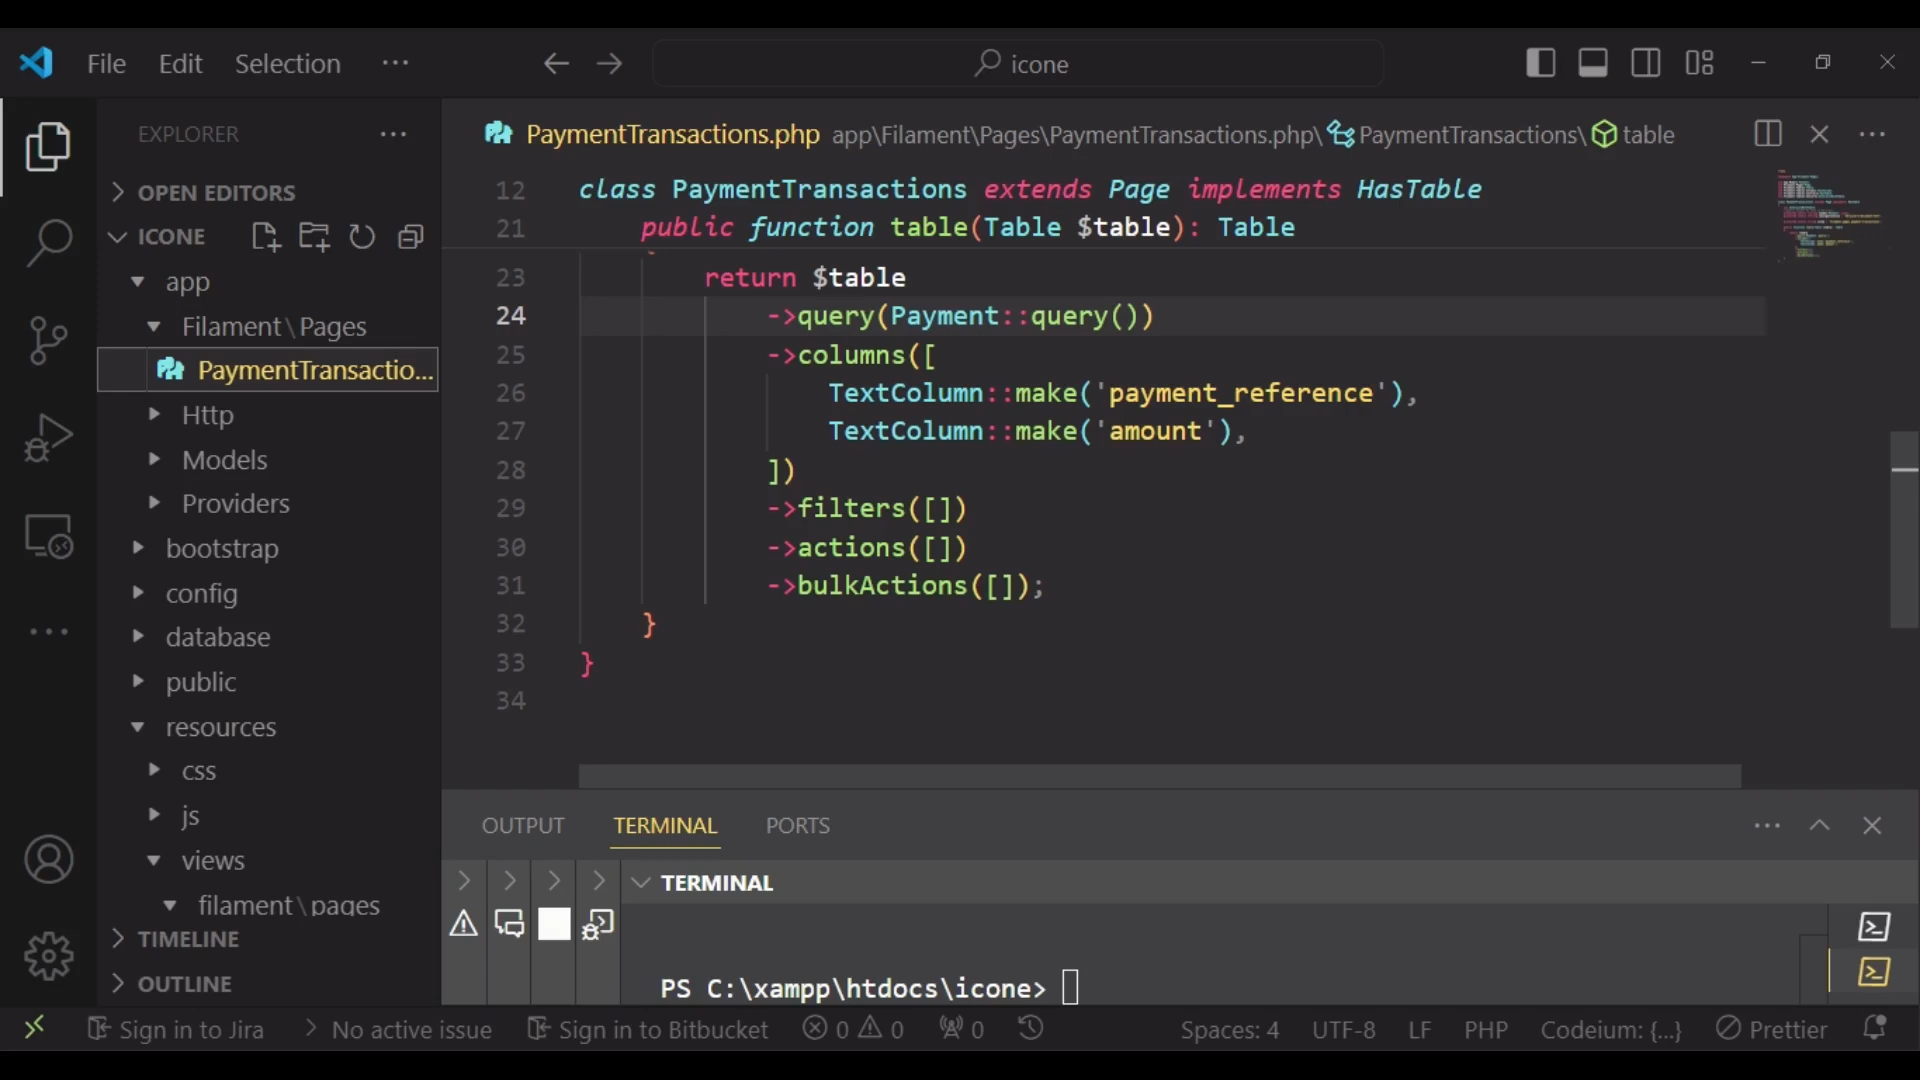 File Edit Selection ···
icone
EXPLORER ···
OPEN EDITORS
ICONE
app
Filament\Pages
PaymentTransactio...
Http
Models
Providers
bootstrap
config
database
public
resources
css
js
views
filament\pages
TIMELINE
OUTLINE
PaymentTransactions.php app\Filament\Pages\PaymentTransactions.php\PaymentTransactions\table
12 class PaymentTransactions extends Page implements HasTable
21 public function table(Table $table): Table
23 return $table
24 ->query(Payment::query())
25 ->columns([
26 TextColumn::make('payment_reference'),
27 TextColumn::make('amount'),
28 ])
29 ->filters([])
30 ->actions([])
31 ->bulkActions([]);
32 }
33 }
34
OUTPUT TERMINAL PORTS
TERMINAL
PS C:\xampp\htdocs\icone>
Sign in to Jira No active issue Sign in to Bitbucket 0 0 0 Spaces: 4 UTF-8 LF PHP Codeium: {...} Prettier